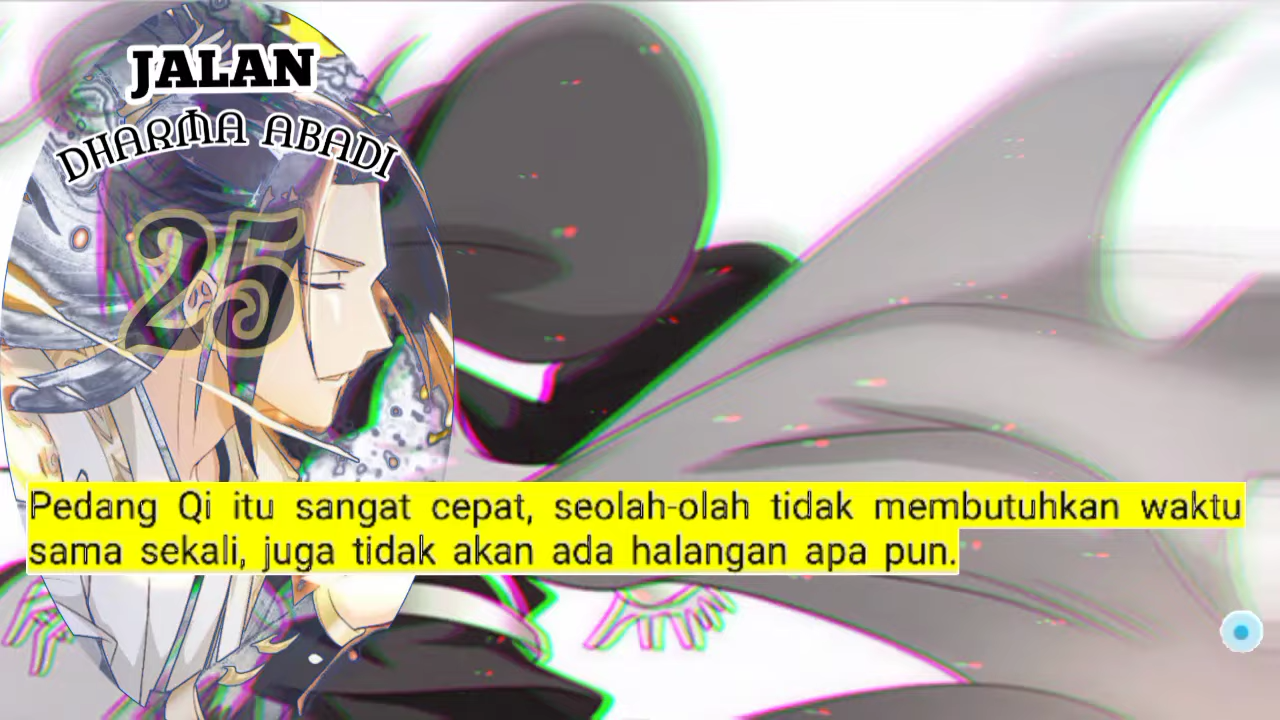 JALAN
DHARMA ABADI
25
Pedang Qi itu sangat cepat, seolah-olah tidak membutuhkan waktu
sama sekali, juga tidak akan ada halangan apa pun.